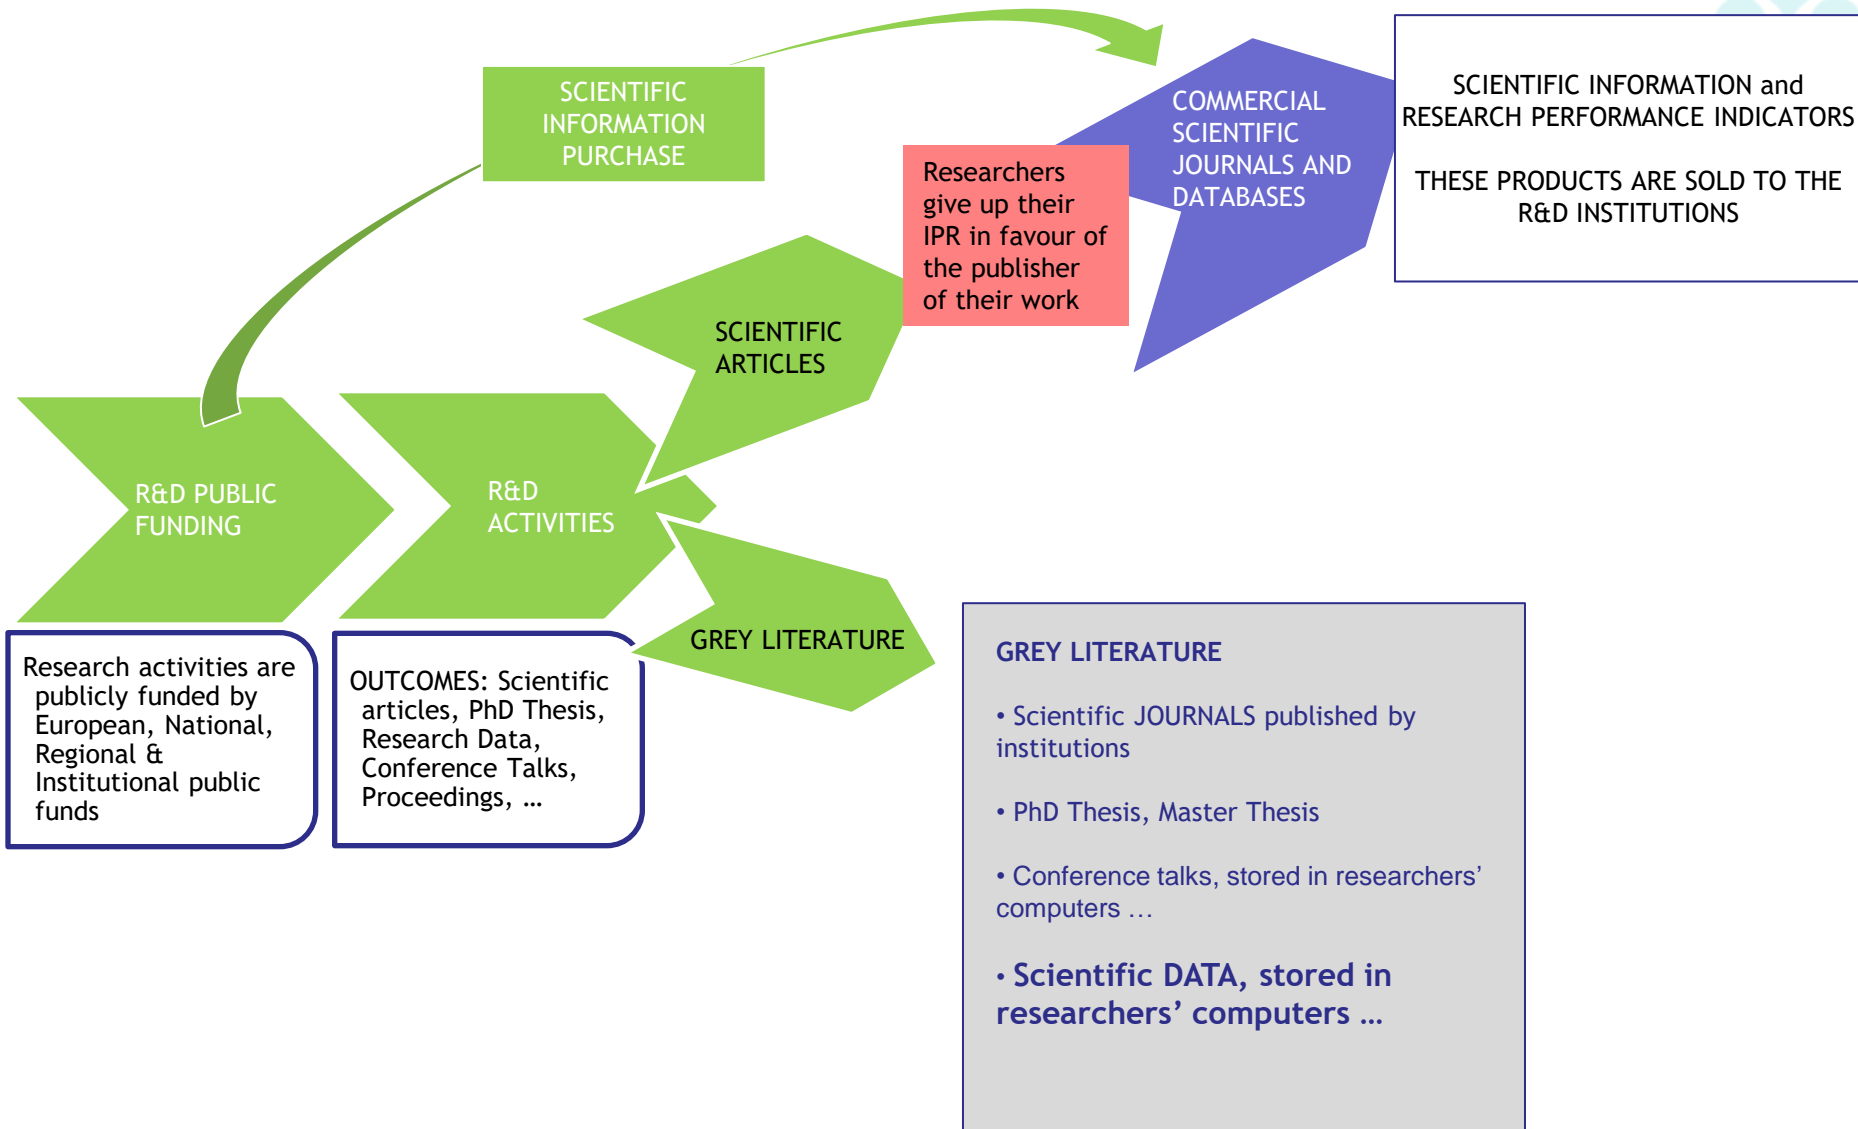 SCIENTIFIC
INFORMATION
PURCHASE
COMMERCIAL
SCIENTIFIC
JOURNALS AND
DATABASES
SCIENTIFIC INFORMATION and
RESEARCH PERFORMANCE INDICATORS
THESE PRODUCTS ARE SOLD TO THE
R&D INSTITUTIONS
Researchers
give up their
IPR in favour of
the publisher
of their work
SCIENTIFIC
ARTICLES
R&D PUBLIC
FUNDING
R&D
ACTIVITIES
GREY LITERATURE
Research activities are
publicly funded by
European, National,
Regional &
Institutional public
funds
OUTCOMES: Scientific
articles, PhD Thesis,
Research Data,
Conference Talks,
Proceedings, …
GREY LITERATURE
• Scientific JOURNALS published by
institutions
• PhD Thesis, Master Thesis
• Conference talks, stored in researchers’
computers …
• Scientific DATA, stored in
researchers’ computers …